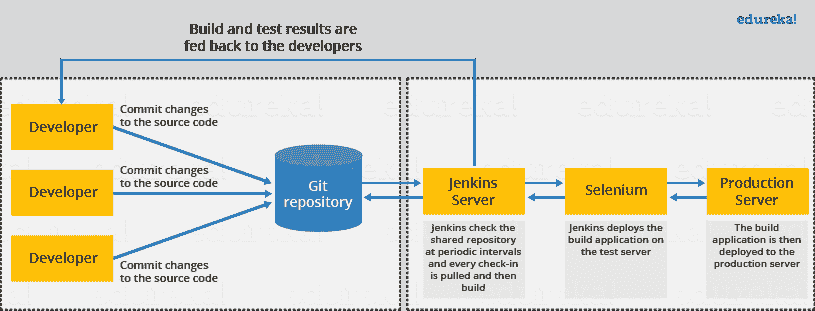 edureka!
Build and test results are
fed back to the developers
Developer
Commit changes
to the source code
Developer
Commit changes
to the source code
Developer
Commit changes
to the source code
Git
repository
Jenkins
Server
Jenkins check the
shared repository
at periodic intervals
and every check-in
is pulled and then
build
Selenium
Jenkins deploys the
build application on
the test server
Production
Server
The build
application is then
deployed to the
production server